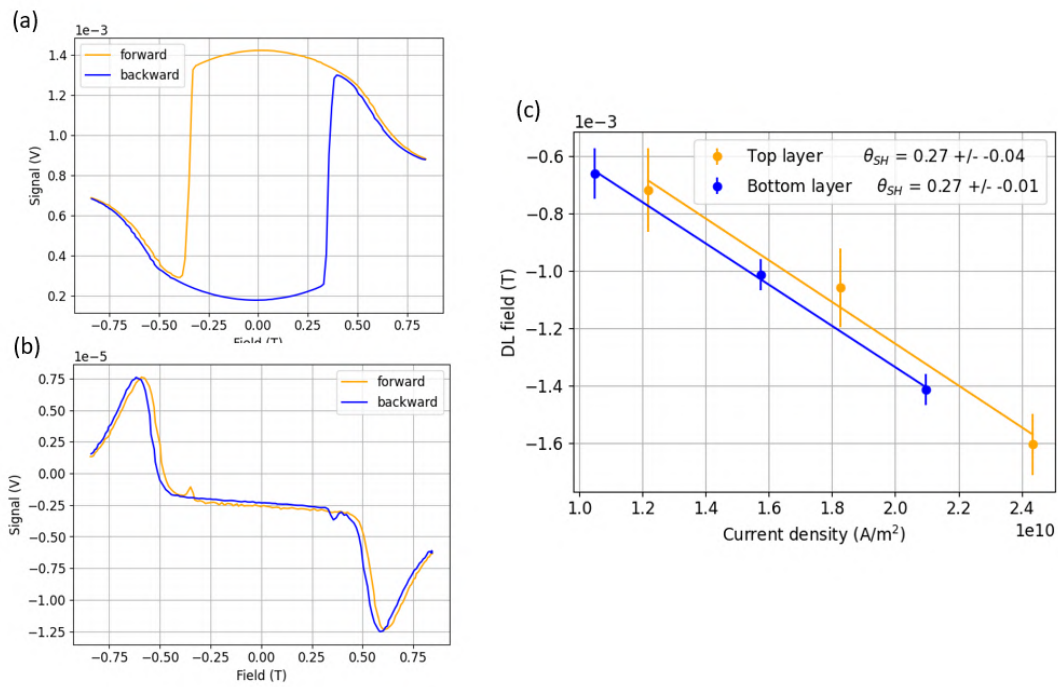 (a)
1e−3
forward
backward
1.4
1.2
1.0
0.8
0.6
0.4
0.2
Signal (V)
−0.75 −0.50 −0.25 0.00 0.25 0.50 0.75
Field (T)
(b)
1e−5
forward
backward
0.75
0.50
0.25
0.00
−0.25
−0.50
−0.75
−1.00
−1.25
Signal (V)
−0.75 −0.50 −0.25 0.00 0.25 0.50 0.75
Field (T)
(c)
1e−3
Top layer θSH = 0.27 +/- -0.04
Bottom layer θSH = 0.27 +/- -0.01
−0.6
−0.8
−1.0
−1.2
−1.4
−1.6
DL field (T)
1.0 1.2 1.4 1.6 1.8 2.0 2.2 2.4
1e10
Current density (A/m²)